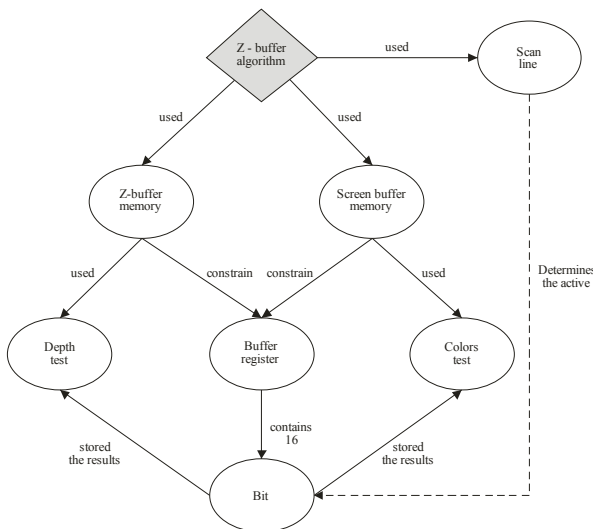 Z - buffer
algorithm
used
Scan
line
used
used
Z-buffer
memory
Screen buffer
memory
used
constrain
constrain
used
Determines
the active
Depth
test
Buffer
register
Colors
test
contains
16
stored
the results
stored
the results
Bit